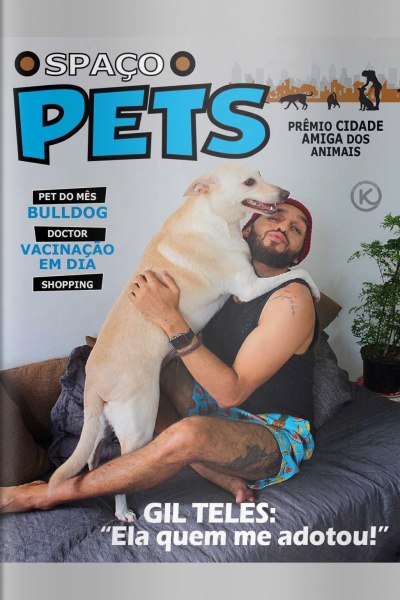 SPAÇO
PETS
PRÊMIO CIDADE
AMIGA DOS
ANIMAIS
PET DO MÊS
BULLDOG
DOCTOR
VACINAÇÃO
EM DIA
SHOPPING
K
GIL TELES:
"Ela quem me adotou!"